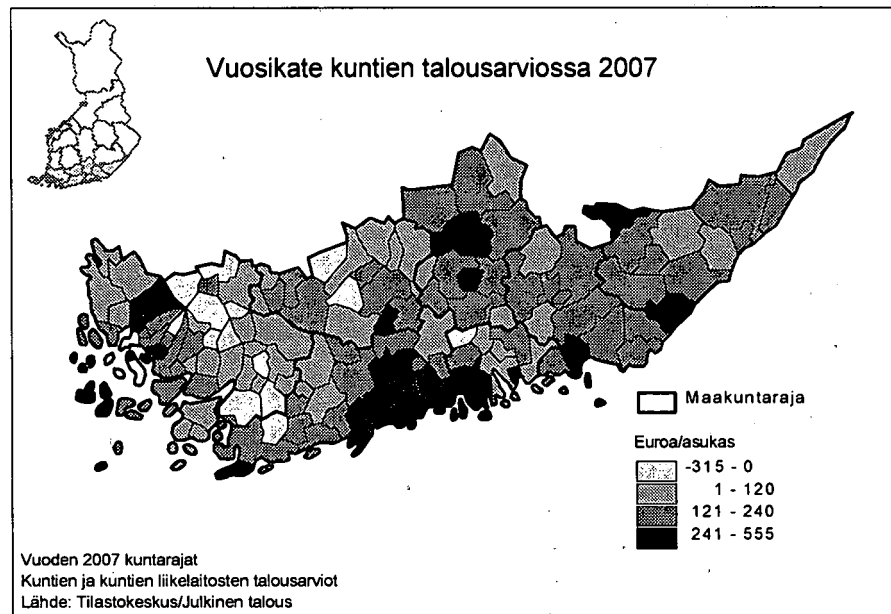 Vuosikate kuntien talousarviossa 2007
Maakuntaraja
Euroa/asukas
-315 - 0
1 - 120
121 - 240
241 - 555
Vuoden 2007 kuntarajat
Kuntien ja kuntien liikelaitosten talousarviot
Lähde: Tilastokeskus/Julkinen talous